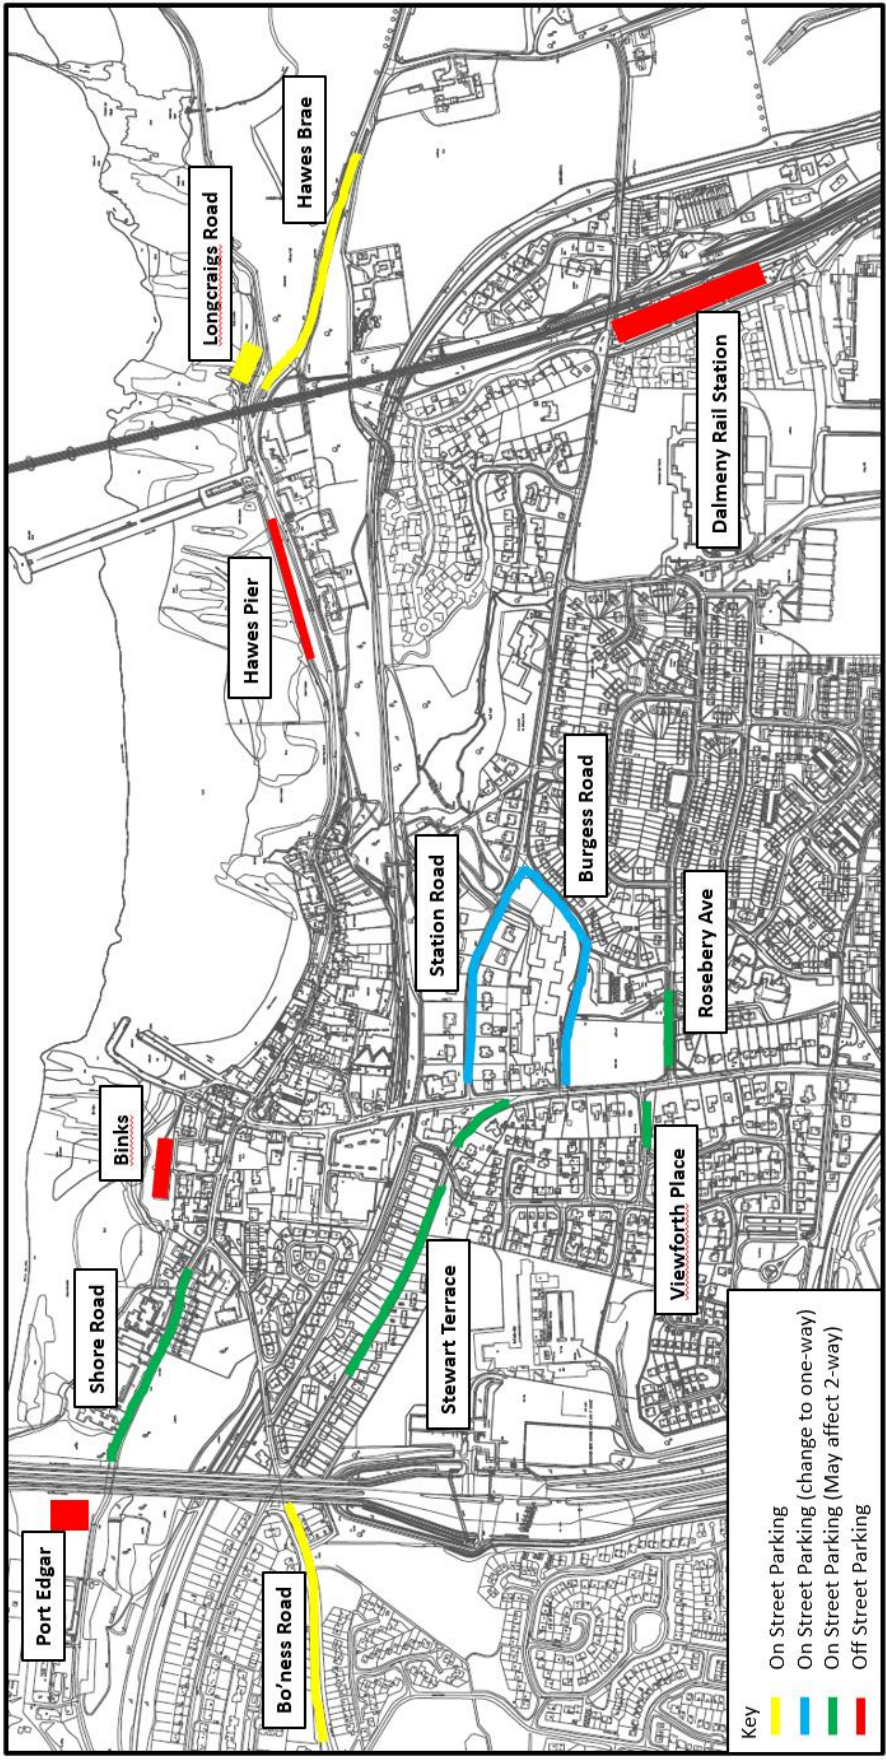 Port Edgar
Shore Road
Binks
Hawes Pier
Longcraigs Road
Hawes Brae
Bo'ness Road
Stewart Terrace
Station Road
Burgess Road
Viewforth Place
Rosebery Ave
Dalmeny Rail Station
Key
On Street Parking
On Street Parking (change to one-way)
On Street Parking (May affect 2-way)
Off Street Parking